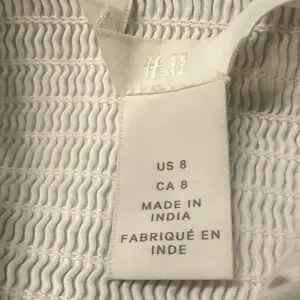 H&M
US 8
CA 8
MADE IN
INDIA
FABRIQUÉ EN
INDE